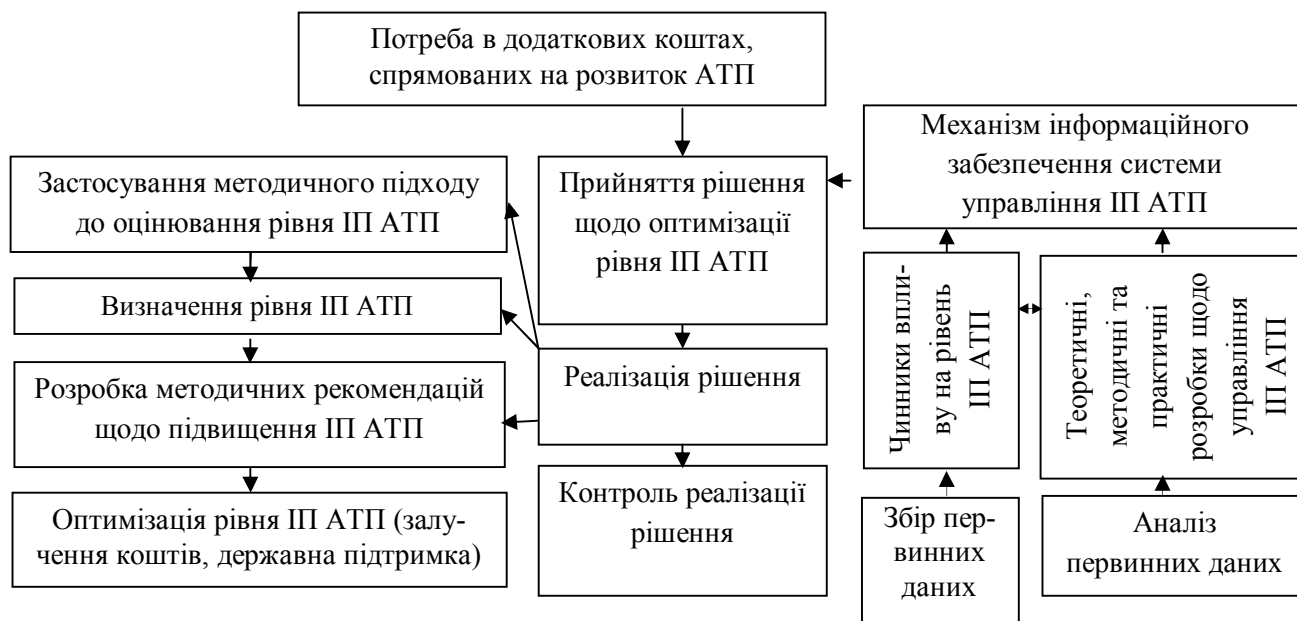 Потреба в додаткових коштах,
спрямованих на розвиток АТП
Механізм інформаційного
забезпечення системи
управління ІП АТП
Застосування методичного підходу
до оцінювання рівня ІП АТП
Прийняття рішення
щодо оптимізації
рівня ІП АТП
Визначення рівня ІП АТП
Чинники впли-
ву на рівень
ІП АТП
Теоретичні,
методичні та
практичні
розробки щодо
управління
ІП АТП
Розробка методичних рекомендацій
щодо підвищення ІП АТП
Реалізація рішення
Оптимізація рівня ІП АТП (залу-
чення коштів, державна підтримка)
Контроль реалізації
рішення
Збір пер-
винних
даних
Аналіз
первинних даних